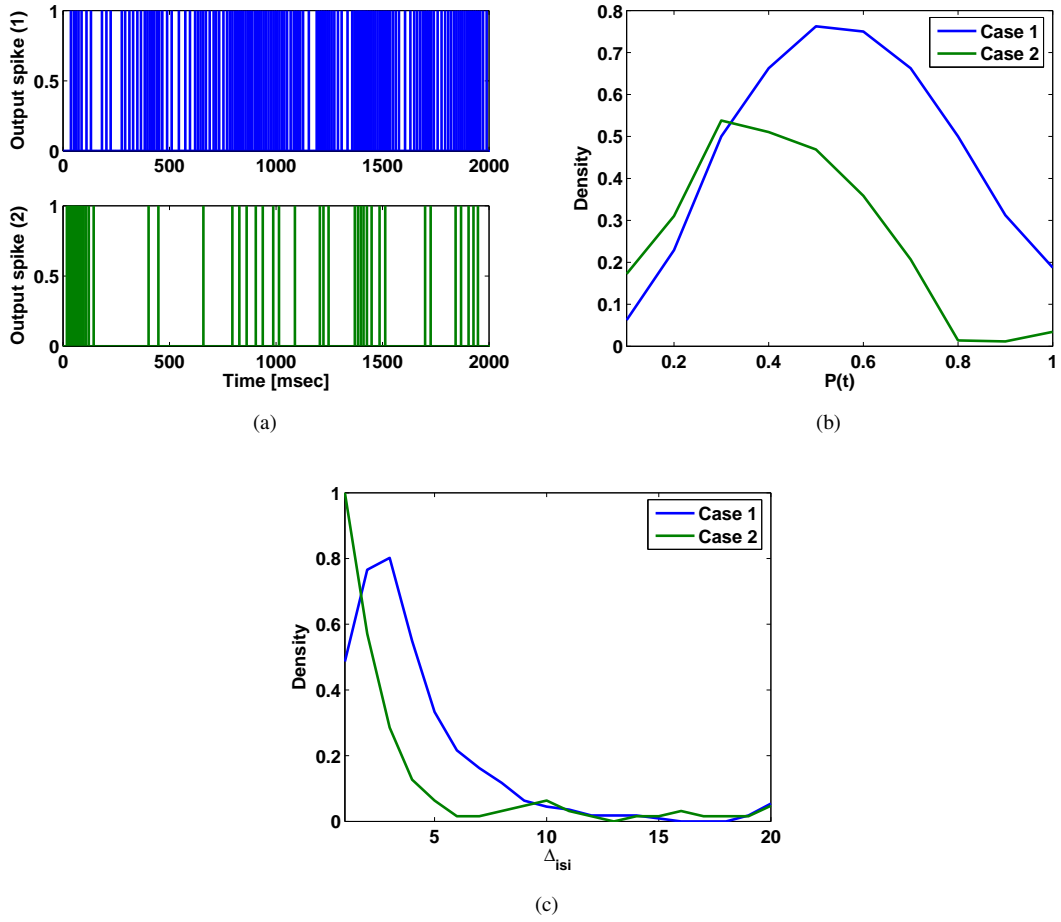 Output spike (1)
1
0.5
0
0 500 1000 1500 2000
Output spike (2)
1
0.5
0
0 500 1000 1500 2000
Time [msec]
(a)
Density
0.8
0.7
0.6
0.5
0.4
0.3
0.2
0.1
0
0.2 0.4 0.6 0.8 1
P(t)
Case 1
Case 2
(b)
Density
1
0.8
0.6
0.4
0.2
0
5 10 15 20
Δisi
Case 1
Case 2
(c)